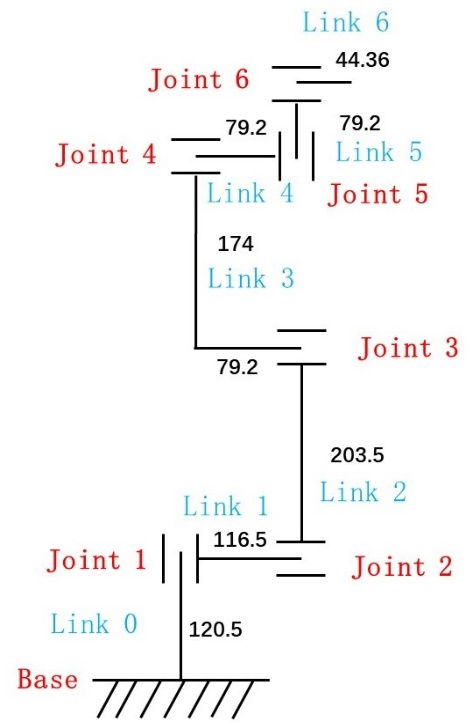 Link 6
44.36
Joint 6
79.2
79.2
Joint 4
Link 5
Link 4
Joint 5
174
Link 3
Joint 3
79.2
203.5
Link 2
Link 1
116.5
Joint 1
Joint 2
Link 0
120.5
Base